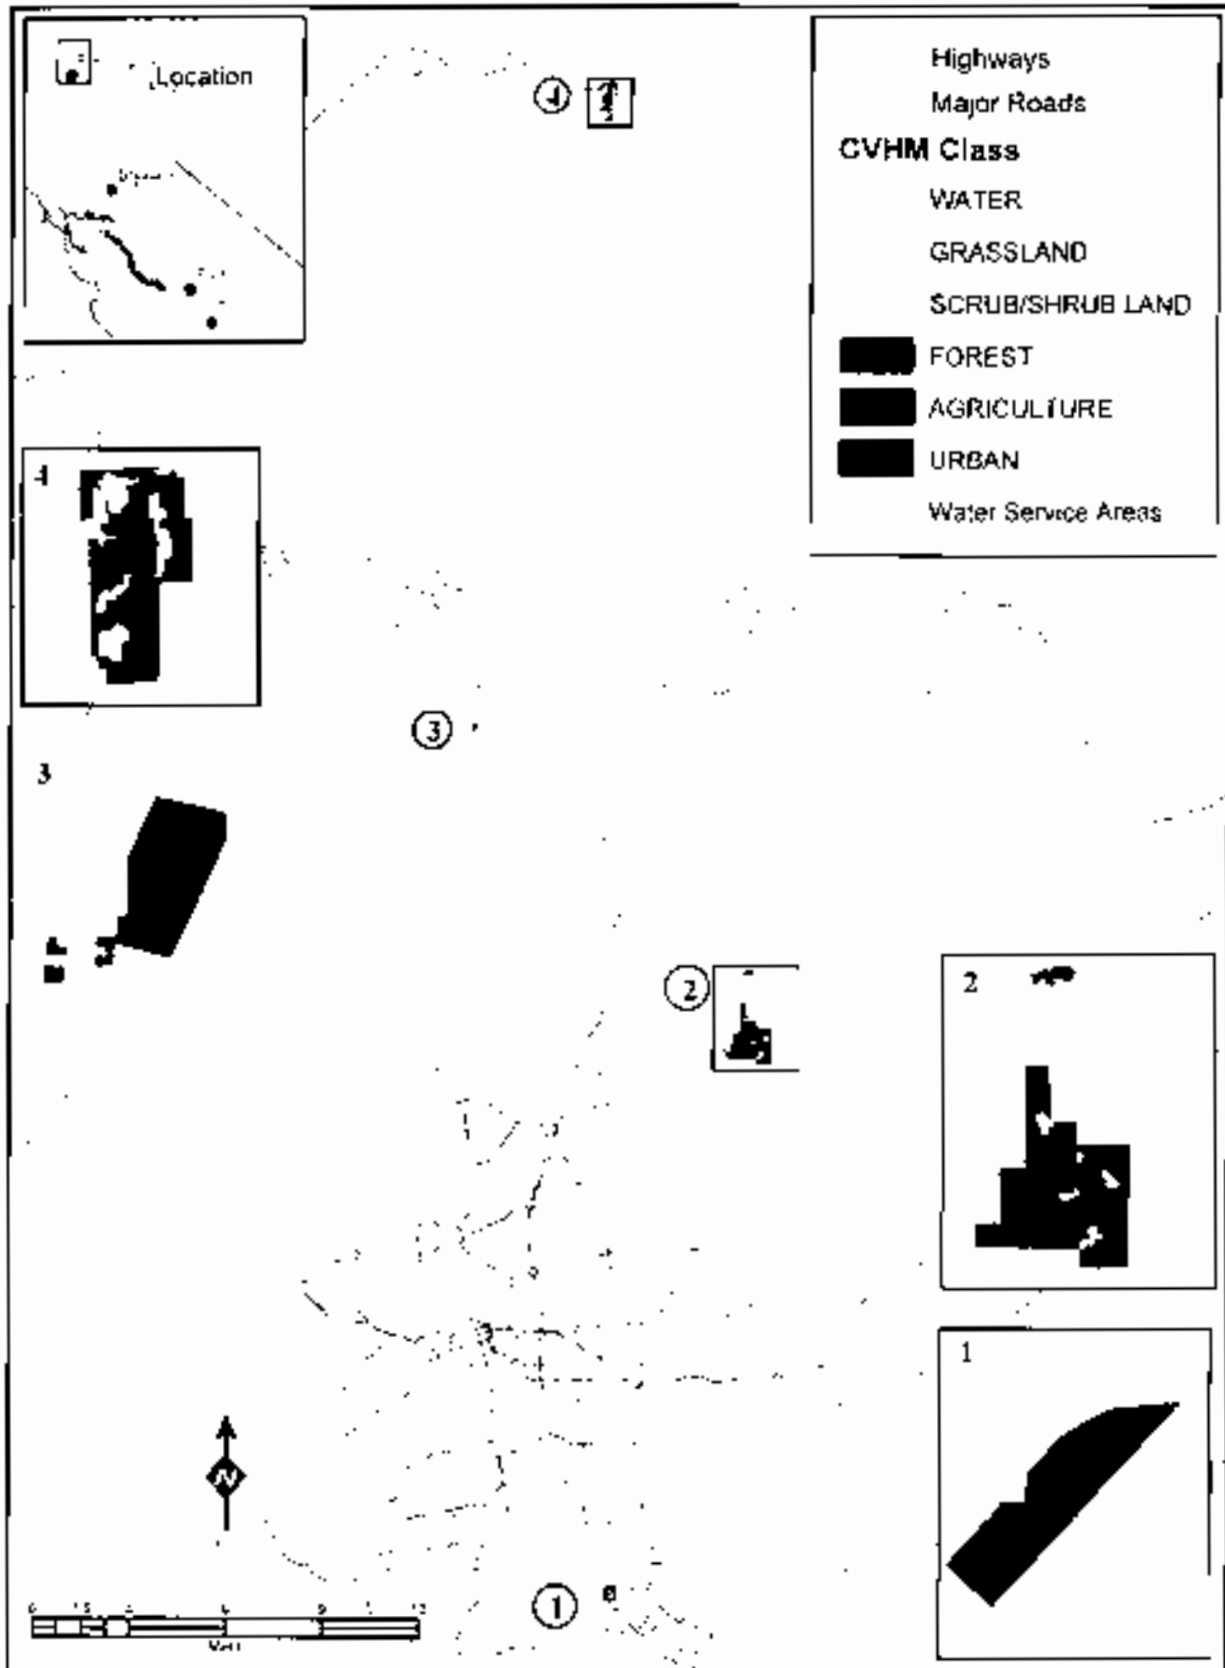 Location
4
Highways
Major Roads
CVHM Class
WATER
GRASSLAND
SCRUB/SHRUB LAND
FOREST
AGRICULTURE
URBAN
Water Service Areas
4
3
3
2
2
1
N
1